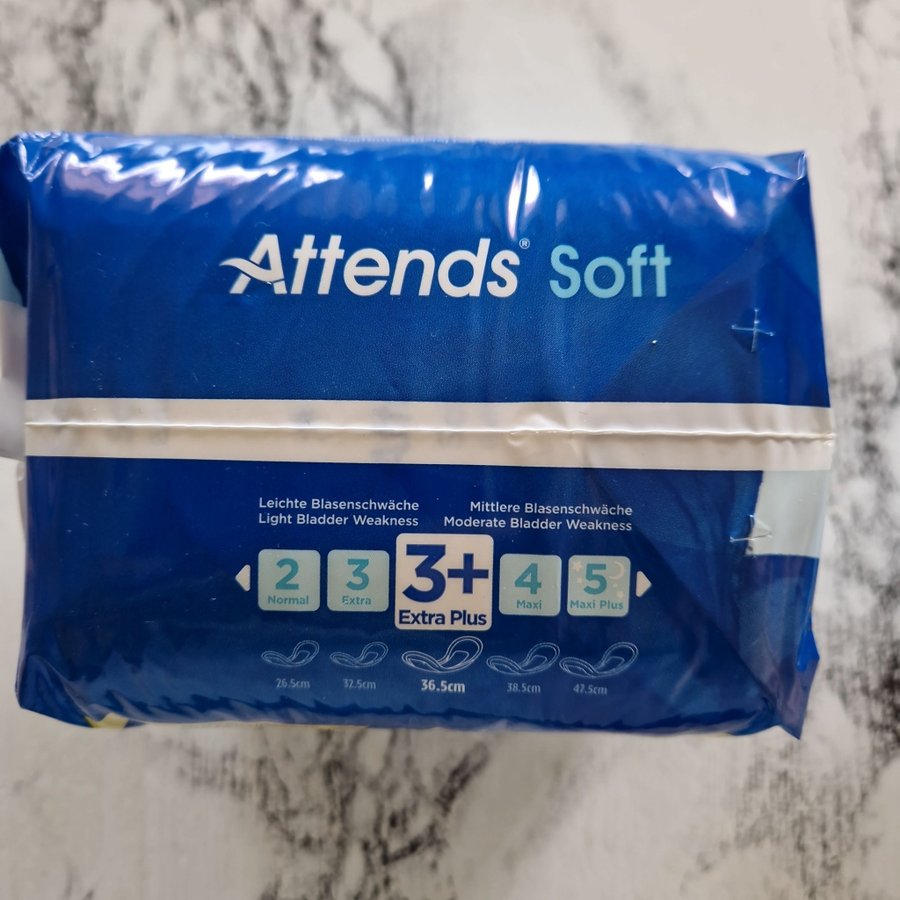 Attends® Soft
Leichte Blasenschwäche
Light Bladder Weakness
Mittlere Blasenschwäche
Moderate Bladder Weakness
2 3 3+ 4 5
Normal Extra Extra Plus Maxi Maxi Plus
26.5cm 32.5cm 36.5cm 38.5cm 47.5cm